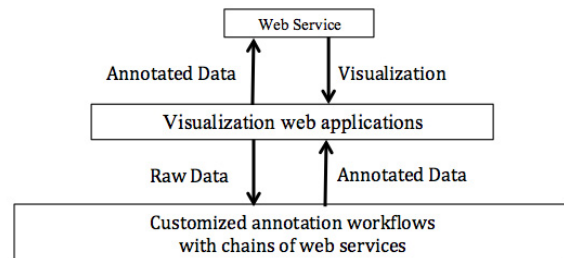 Web Service
Annotated Data
Visualization
Visualization web applications
Raw Data
Annotated Data
Customized annotation workflows
with chains of web services